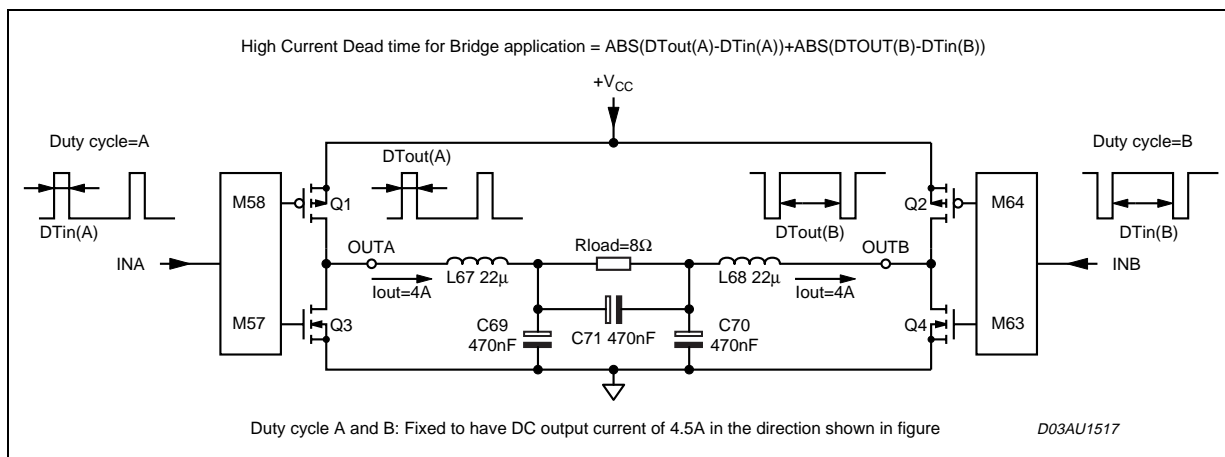 High Current Dead time for Bridge application = ABS(DTout(A)-DTin(A))+ABS(DTOUT(B)-DTin(B))
+VCC
Duty cycle=A
DTout(A)
Duty cycle=B
M58
Q1
Q2
M64
DTin(A)
DTout(B)
DTin(B)
INA
OUTA
Rload=8Ω
OUTB
INB
L67 22µ
L68 22µ
Iout=4A
Iout=4A
M57
Q3
C69
470nF
C71 470nF
C70
470nF
Q4
M63
Duty cycle A and B: Fixed to have DC output current of 4.5A in the direction shown in figure
D03AU1517